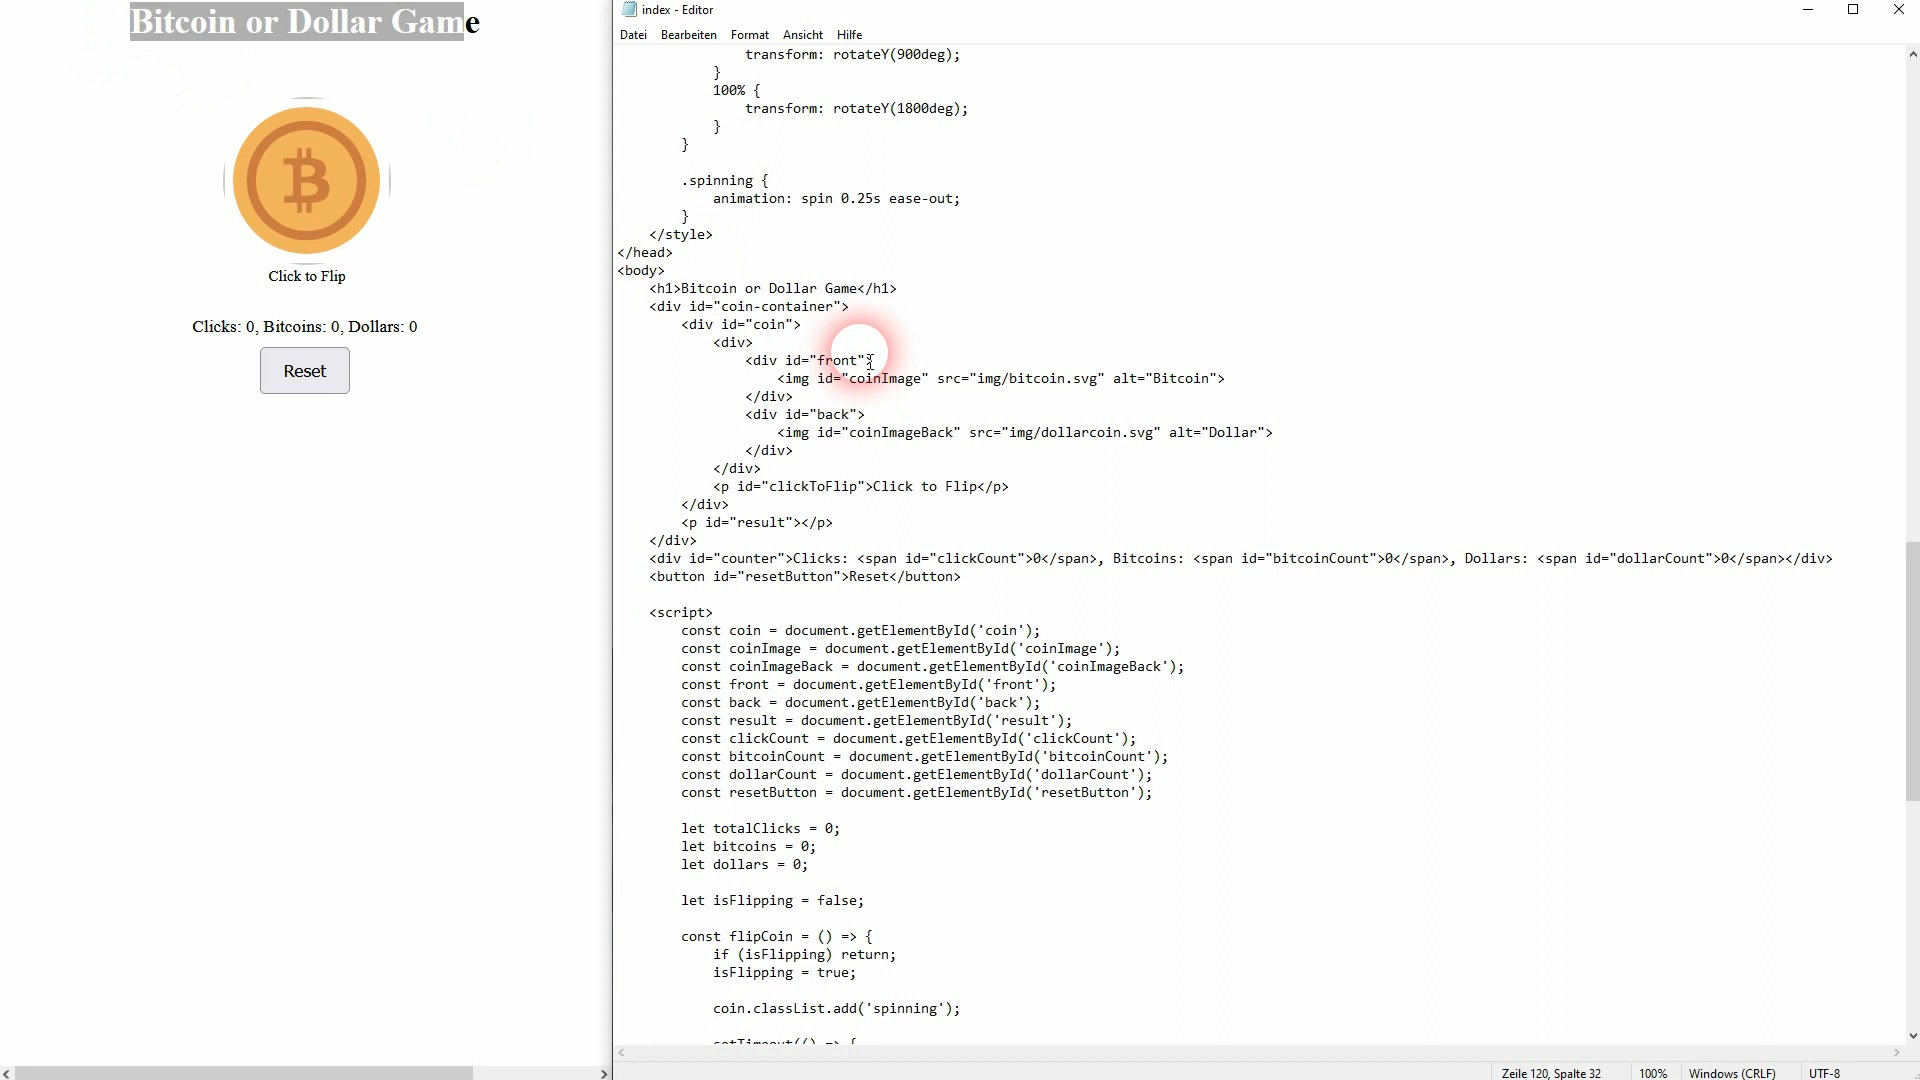 Bitcoin or Dollar Game
Click to Flip
Clicks: 0, Bitcoins: 0, Dollars: 0
Reset
index - Editor
Datei Bearbeiten Format Ansicht Hilfe
transform: rotateY(900deg);
}
100% {
transform: rotateY(1800deg);
}
}
.spinning {
animation: spin 0.25s ease-out;
}
</style>
</head>
<body>
<h1>Bitcoin or Dollar Game</h1>
<div id="coin-container">
<div id="coin">
<div>
<div id="front">
<img id="coinImage" src="img/bitcoin.svg" alt="Bitcoin">
</div>
<div id="back">
<img id="coinImageBack" src="img/dollarcoin.svg" alt="Dollar">
</div>
</div>
<p id="clickToFlip">Click to Flip</p>
</div>
<p id="result"></p>
</div>
<div id="counter">Clicks: <span id="clickCount">0</span>, Bitcoins: <span id="bitcoinCount">0</span>, Dollars: <span id="dollarCount">0</span></div>
<button id="resetButton">Reset</button>
<script>
const coin = document.getElementById('coin');
const coinImage = document.getElementById('coinImage');
const coinImageBack = document.getElementById('coinImageBack');
const front = document.getElementById('front');
const back = document.getElementById('back');
const result = document.getElementById('result');
const clickCount = document.getElementById('clickCount');
const bitcoinCount = document.getElementById('bitcoinCount');
const dollarCount = document.getElementById('dollarCount');
const resetButton = document.getElementById('resetButton');
let totalClicks = 0;
let bitcoins = 0;
let dollars = 0;
let isFlipping = false;
const flipCoin = () => {
if (isFlipping) return;
isFlipping = true;
coin.classList.add('spinning');
setTimeout(() => {
Zeile 120, Spalte 32 100% Windows (CRLF) UTF-8